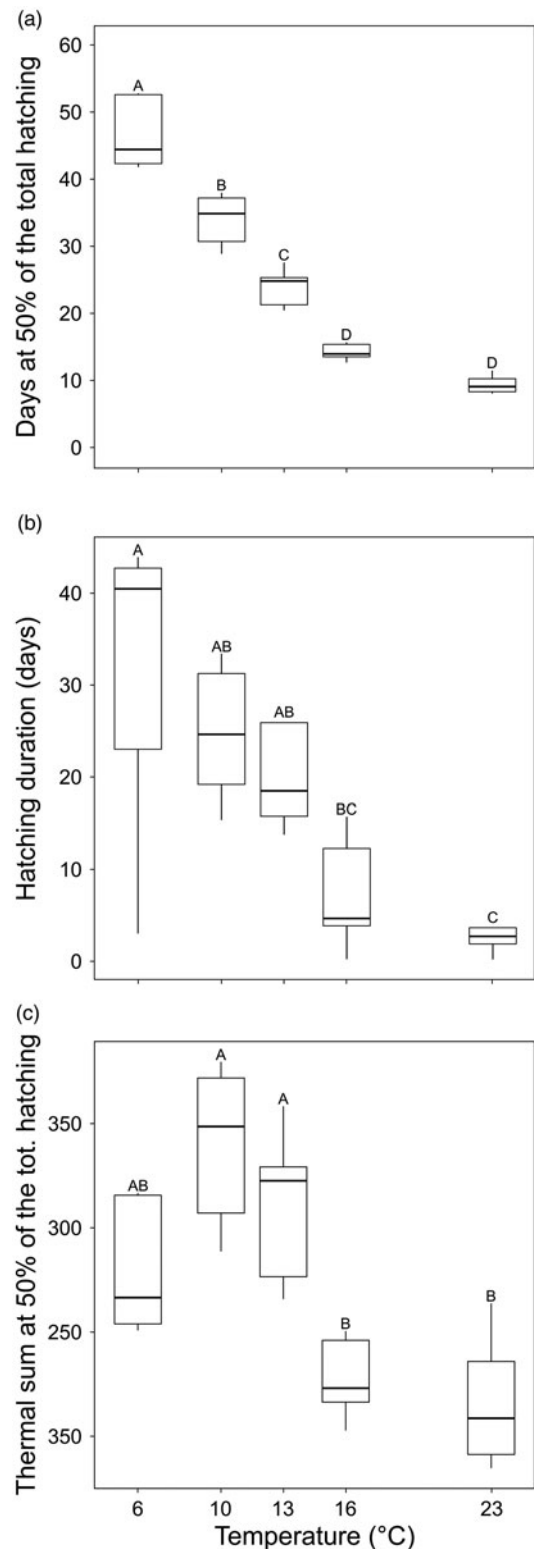 (a)
Days at 50% of the total hatching
60
50
40
30
20
10
0
A
B
C
D
D
(b)
Hatching duration (days)
40
30
20
10
0
A
AB
AB
BC
C
(c)
Thermal sum at 50% of the tot. hatching
350
300
250
350
AB
A
A
B
B
6 10 13 16 23
Temperature (°C)